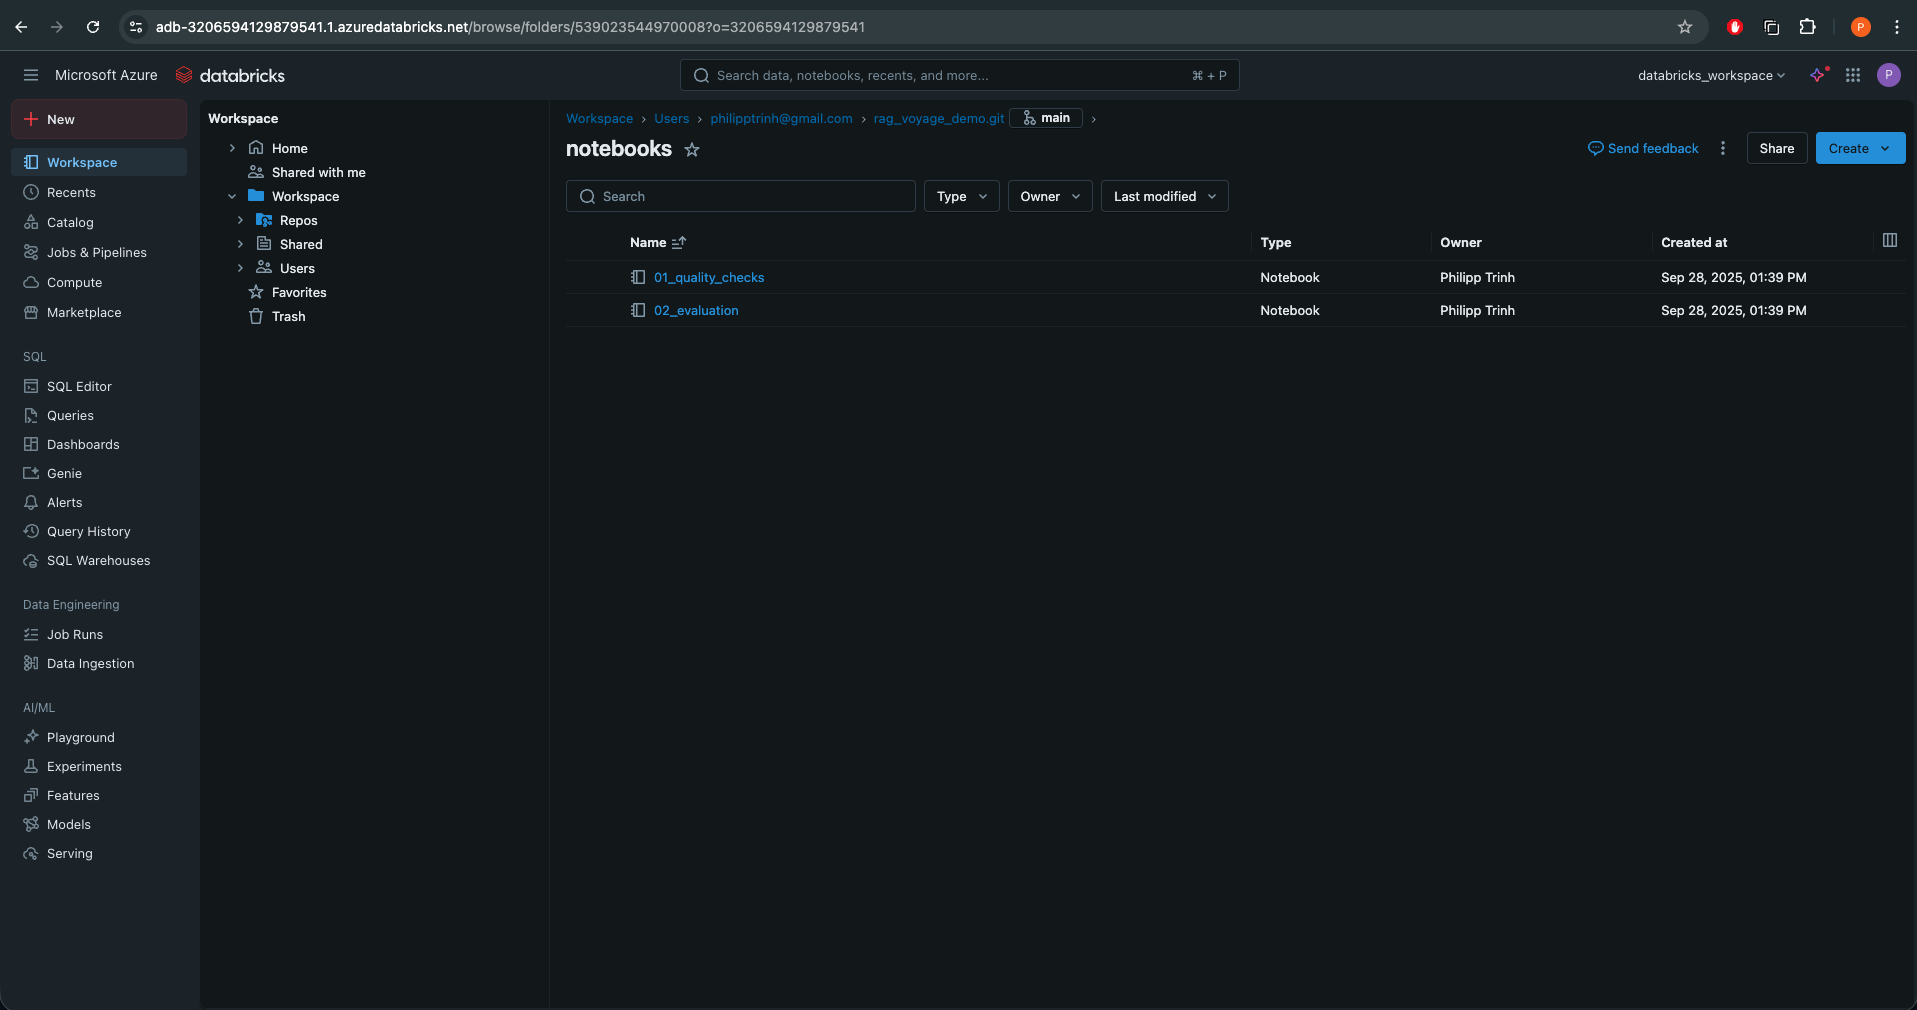 adb-3206594129879541.1.azuredatabricks.net/browse/folders/539023544970008?o=3206594129879541
P
Microsoft Azure databricks
Search data, notebooks, recents, and more... ⌘ + P
databricks_workspace
P
New
Workspace
Recents
Catalog
Jobs & Pipelines
Compute
Marketplace
SQL
SQL Editor
Queries
Dashboards
Genie
Alerts
Query History
SQL Warehouses
Data Engineering
Job Runs
Data Ingestion
AI/ML
Playground
Experiments
Features
Models
Serving
Workspace
Home
Shared with me
Workspace
Repos
Shared
Users
Favorites
Trash
Workspace › Users › philipptrinh@gmail.com › rag_voyage_demo.git main ›
notebooks
Send feedback
Share
Create
Search
Type
Owner
Last modified
Name Type Owner Created at
01_quality_checks Notebook Philipp Trinh Sep 28, 2025, 01:39 PM
02_evaluation Notebook Philipp Trinh Sep 28, 2025, 01:39 PM